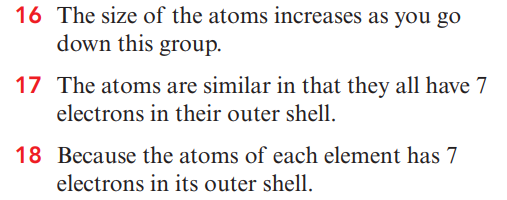 16 The size of the atoms increases as you go
down this group.
17 The atoms are similar in that they all have 7
electrons in their outer shell.
18 Because the atoms of each element has 7
electrons in its outer shell.